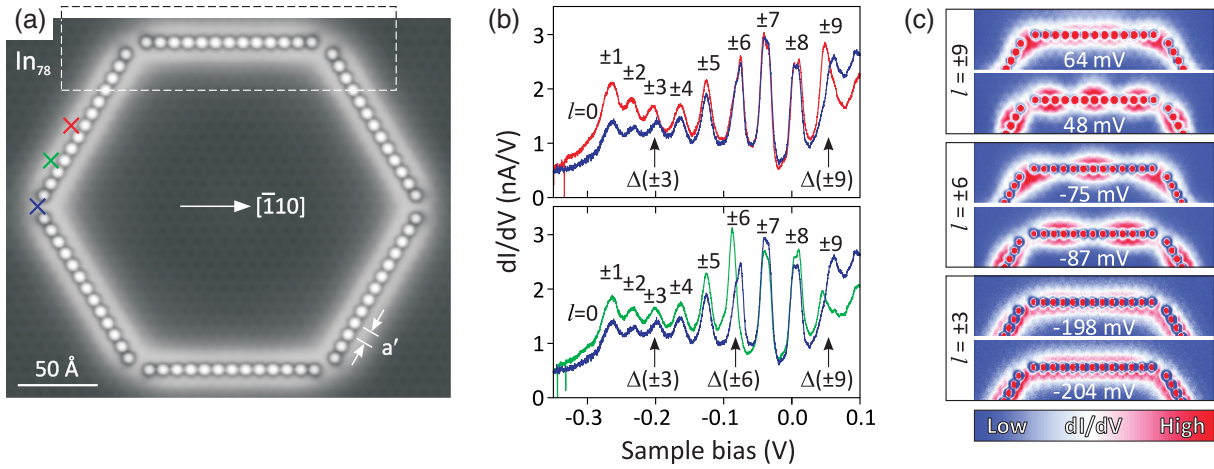 (a)
In78
[1̅10]
a'
50 Å
(b)
3
2
1
0
dI/dV (nA/V)
l=0
±1
±2
±3
±4
±5
±6
±7
±8
±9
Δ(±3)
Δ(±9)
3
2
1
0
l=0
±1
±2
±3
±4
±5
±6
±7
±8
±9
Δ(±3)
Δ(±6)
Δ(±9)
-0.3
-0.2
-0.1
0.0
0.1
Sample bias (V)
(c)
l = ±9
64 mV
48 mV
l = ±6
-75 mV
-87 mV
l = ±3
-198 mV
-204 mV
Low dI/dV High